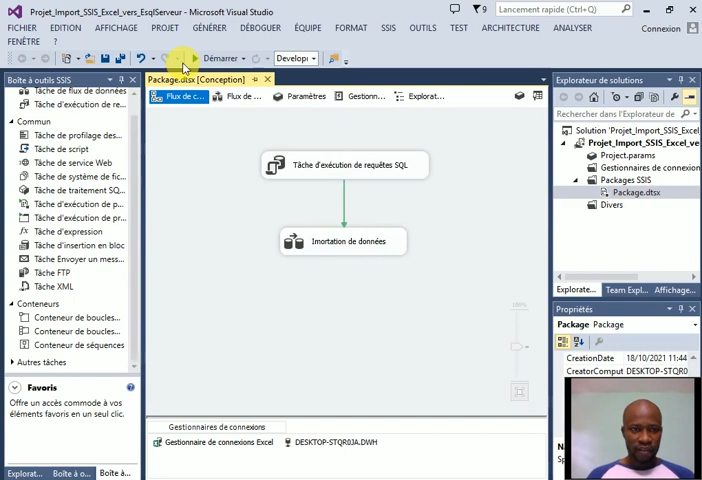 Projet_Import_SSIS_Excel_vers_EsqlServeur - Microsoft Visual Studio
9
Lancement rapide (Ctrl+Q)
FICHIER EDITION AFFICHAGE PROJET GÉNÉRER DÉBOGUER ÉQUIPE FORMAT SSIS OUTILS TEST ARCHITECTURE ANALYSER
Connexion
FENÊTRE ?
Démarrer
Develop
Boîte à outils SSIS
Package.dtsx [Conception]
Explorateur de solutions
Tâche de flux de données
Tâche d'exécution de re...
Commun
Tâche de profilage des...
Tâche de script
Tâche de service Web
Tâche de système de fic...
Tâche de traitement SQ...
Tâche d'exécution de p...
Tâche d'exécution de pr...
Tâche d'expression
Tâche d'insertion en bloc
Tâche Envoyer un mess...
Tâche FTP
Tâche XML
Conteneurs
Conteneur de boucles...
Conteneur de boucles...
Conteneur de séquences
Autres tâches
Favoris
Offre un accès commode à vos
éléments favoris en un seul clic.
Explorat...
Boîte à o...
Boîte à...
Flux de c...
Flux de ...
Paramètres
Gestionn...
Explorat...
Tâche d'exécution de requêtes SQL
Imortation de données
100%
Gestionnaires de connexions
Gestionnaire de connexions Excel
DESKTOP-STQR0JA.DWH
Rechercher dans l'Explorateur de
Solution 'Projet_Import_SSIS_Excel
Projet_Import_SSIS_Excel_ve
Project.params
Gestionnaires de connexion
Packages SSIS
Package.dtsx
Divers
Explorate...
Team Expl...
Affichage...
Propriétés
Package Package
CreationDate 18/10/2021 11:44
CreatorComput DESKTOP-STQR0